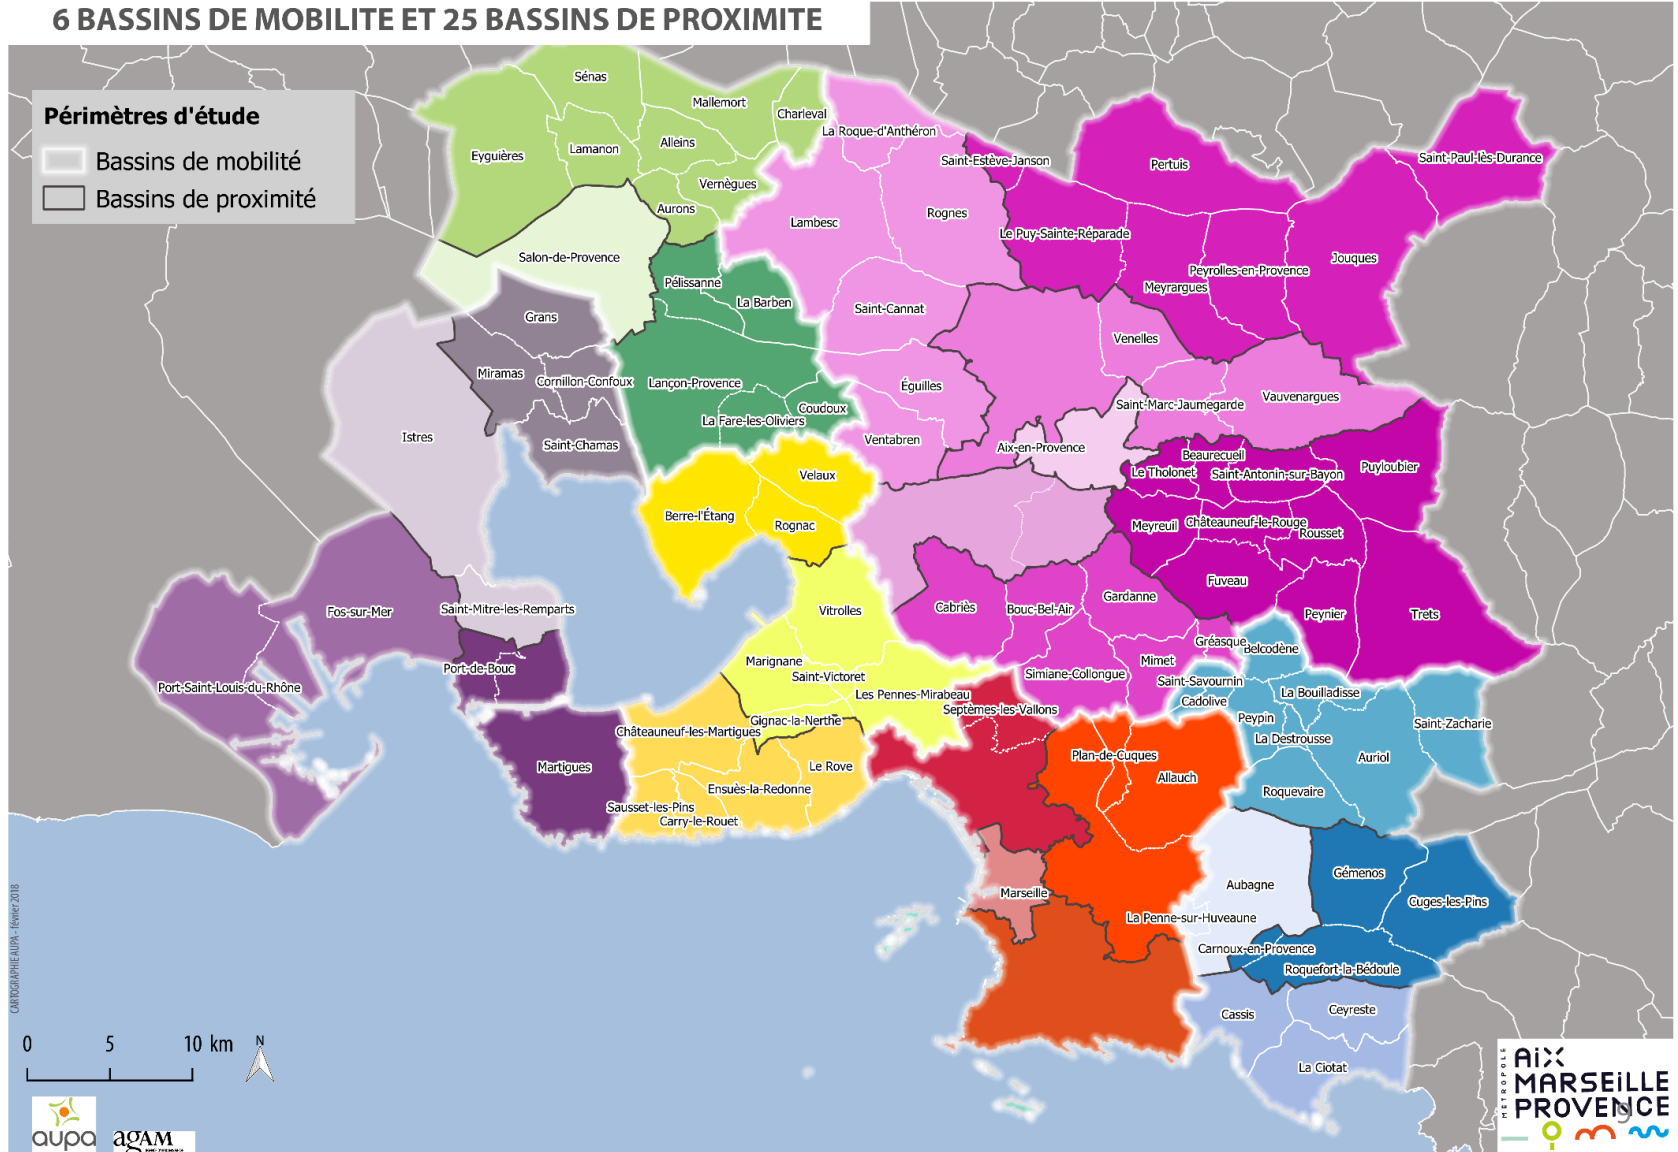 6 BASSINS DE MOBILITE ET 25 BASSINS DE PROXIMITE
Périmètres d'étude
Bassins de mobilité
Bassins de proximité
Sénas
Mallemort
Charleval
La Roque-d'Anthéron
Eyguières
Lamanon
Alleins
Saint-Estève-Janson
Pertuis
Saint-Paul-lès-Durance
Vernègues
Aurons
Lambesc
Rognes
Le Puy-Sainte-Réparade
Salon-de-Provence
Pélissanne
La Barben
Peyrolles-en-Provence
Meyrargues
Jouques
Grans
Saint-Cannat
Venelles
Miramas
Cornillon-Confoux
Lançon-Provence
Éguilles
Saint-Marc-Jaumegarde
Vauvenargues
Coudoux
La Fare-les-Oliviers
Istres
Saint-Chamas
Ventabren
Aix-en-Provence
Beaurecueil
Le Tholonet
Saint-Antonin-sur-Bayon
Puyloubier
Velaux
Berre-l'Étang
Rognac
Meyreuil
Châteauneuf-le-Rouge
Rousset
Fuveau
Fos-sur-Mer
Saint-Mitre-les-Remparts
Vitrolles
Cabriès
Bouc-Bel-Air
Gardanne
Peynier
Trets
Gréasque
Belcodène
Port-de-Bouc
Marignane
Saint-Victoret
Mimet
Simiane-Collongue
Saint-Savournin
Port-Saint-Louis-du-Rhône
Les Pennes-Mirabeau
Septèmes-les-Vallons
Cadolive
La Bouilladisse
Gignac-la-Nerthe
Châteauneuf-les-Martigues
Peypin
La Destrousse
Saint-Zacharie
Martigues
Le Rove
Plan-de-Cuques
Allauch
Auriol
Ensuès-la-Redonne
Roquevaire
Sausset-les-Pins
Carry-le-Rouet
Marseille
Aubagne
Gémenos
Cuges-les-Pins
La Penne-sur-Huveaune
Carnoux-en-Provence
Roquefort-la-Bédoule
Cassis
Ceyreste
La Ciotat
CARTOGRAPHIE AUPA - février 2018
0 5 10 km
N
aupa
agam
METROPOLE
AiX
MARSEiLLE
PROVENCE
9